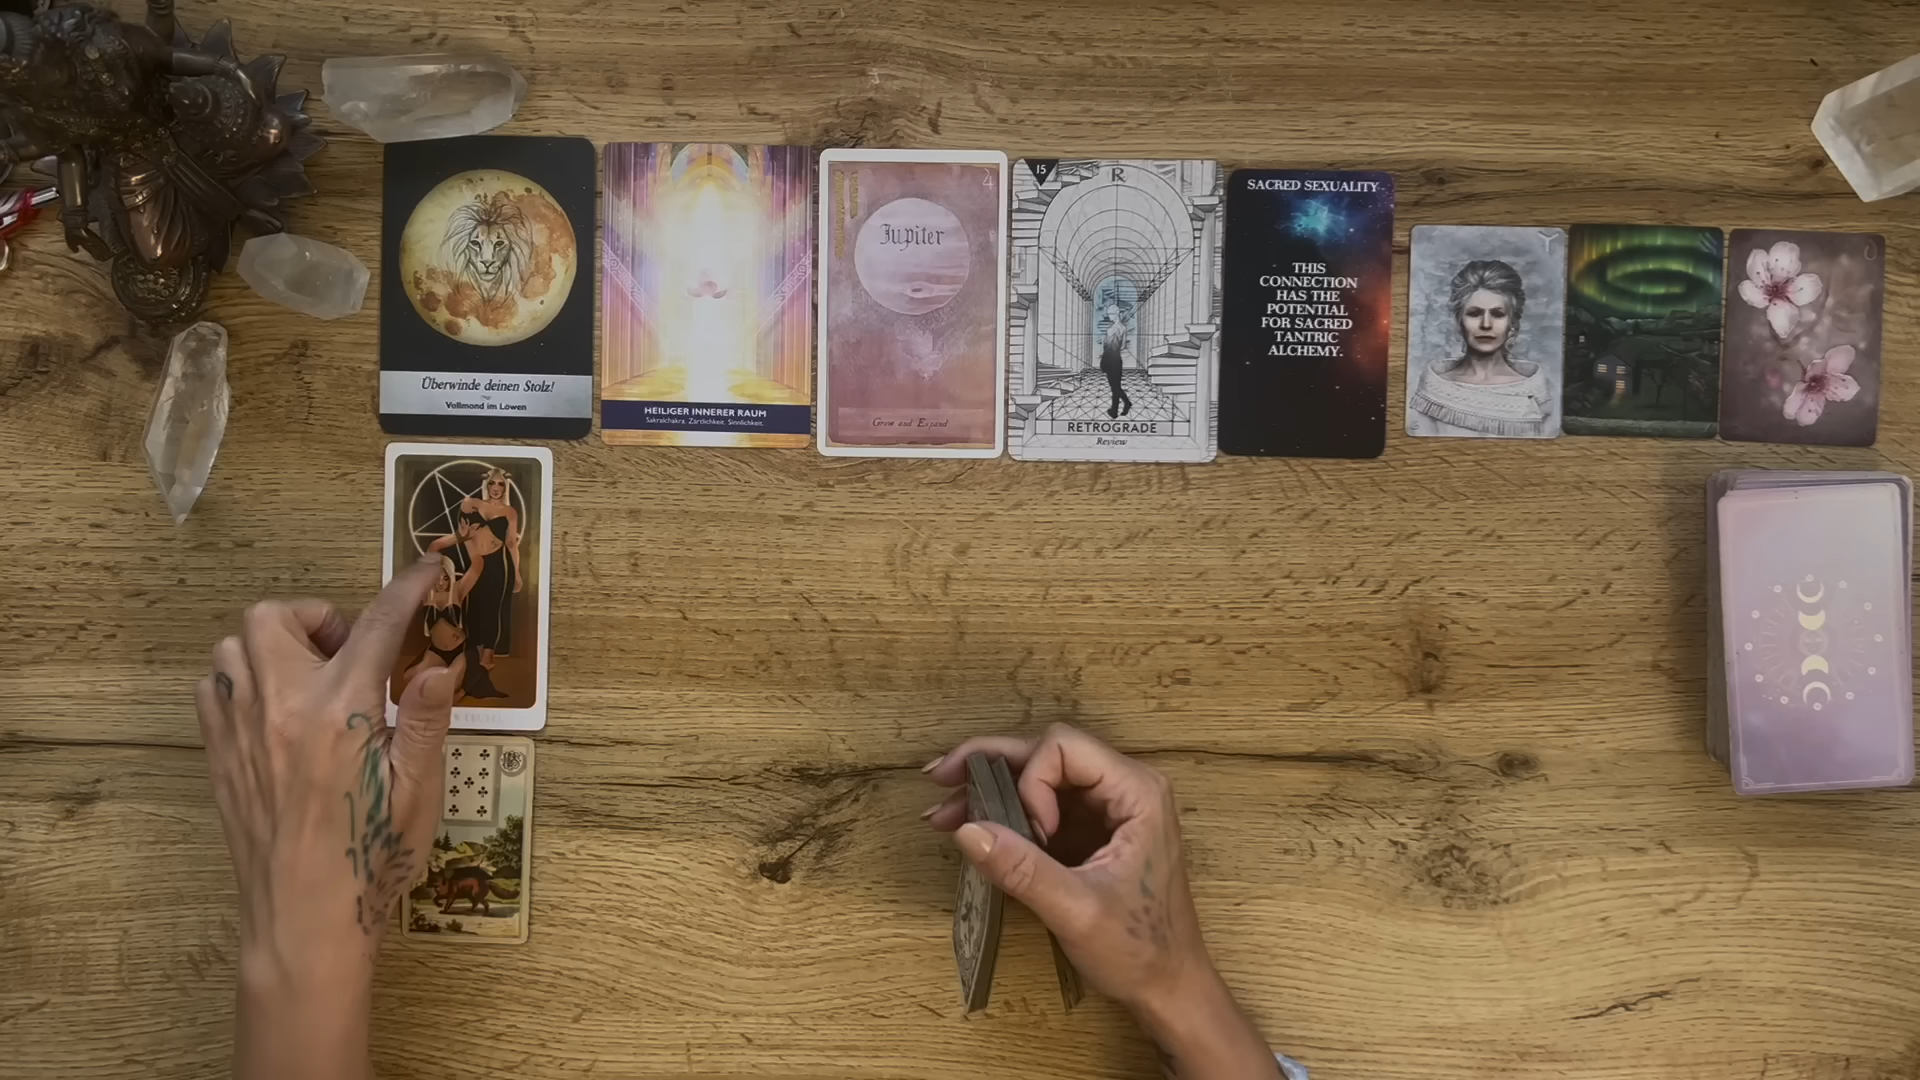 Überwinde deinen Stolz!
Vollmond im Löwen
HEILIGER INNERER RAUM
Sakralchakra. Zärtlichkeit. Sinnlichkeit.
Jupiter
Grow and Expand
15
R
RETROGRADE
Review
SACRED SEXUALITY
THIS
CONNECTION
HAS THE
POTENTIAL
FOR SACRED
TANTRIC
ALCHEMY.